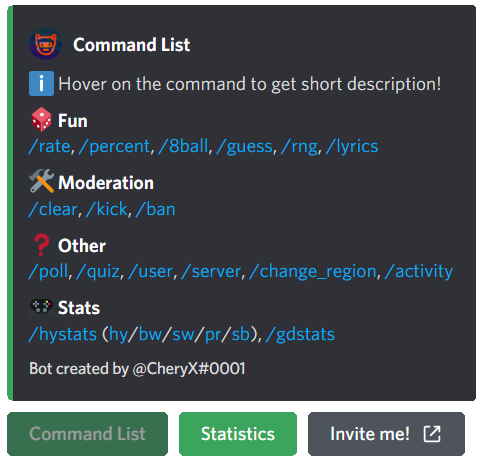 Command List
Hover on the command to get short description!
Fun
/rate, /percent, /8ball, /guess, /rng, /lyrics
Moderation
/clear, /kick, /ban
Other
/poll, /quiz, /user, /server, /change_region, /activity
Stats
/hystats (hy/bw/sw/pr/sb), /gdstats
Bot created by @CheryX#0001
Command List
Statistics
Invite me!